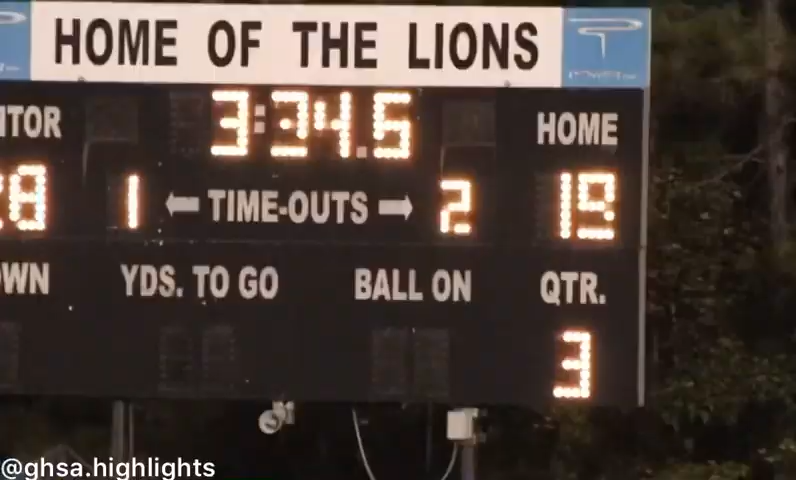 HOME OF THE LIONS
ITOR 3:34.5 HOME
28 1 TIME-OUTS 2 19
OWN YDS. TO GO BALL ON QTR.
3
@ghsa.highlights